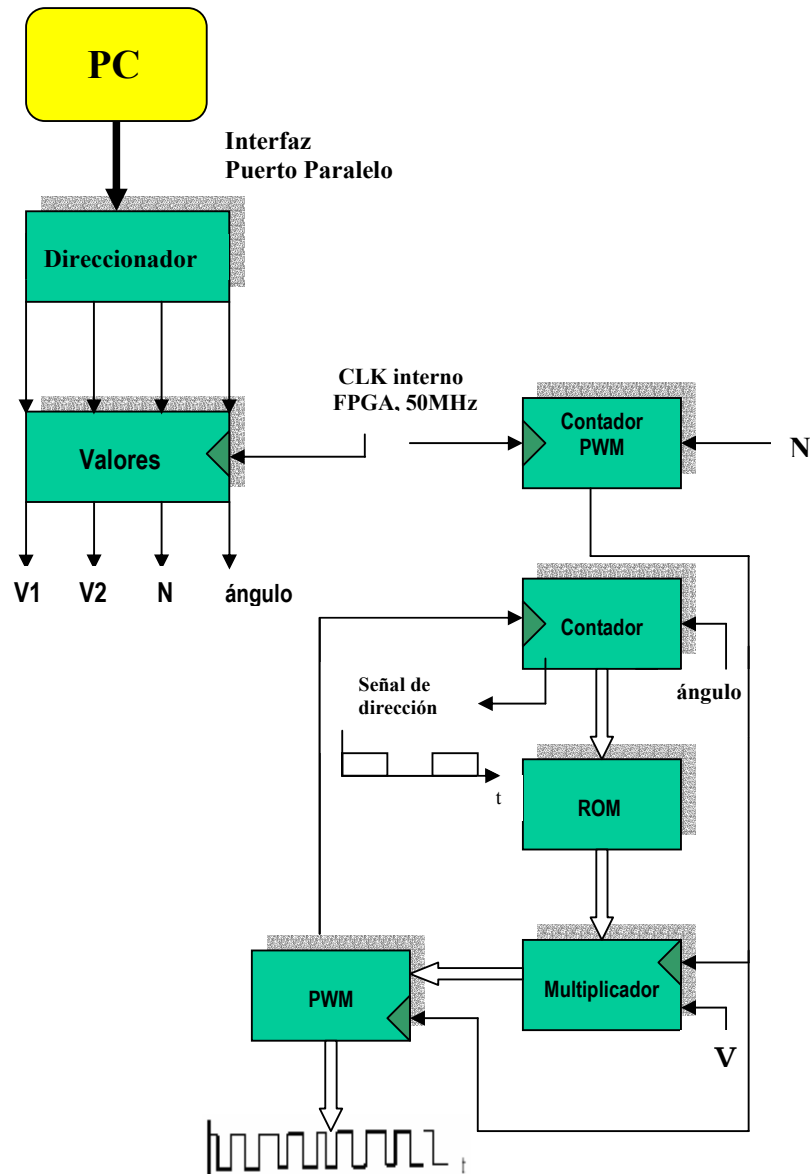 PC
Interfaz
Puerto Paralelo
Direccionador
CLK interno
FPGA, 50MHz
Contador
PWM
N
Valores
V1 V2 N ángulo
Contador
Señal de
dirección
ángulo
t
ROM
PWM
Multiplicador
V
t